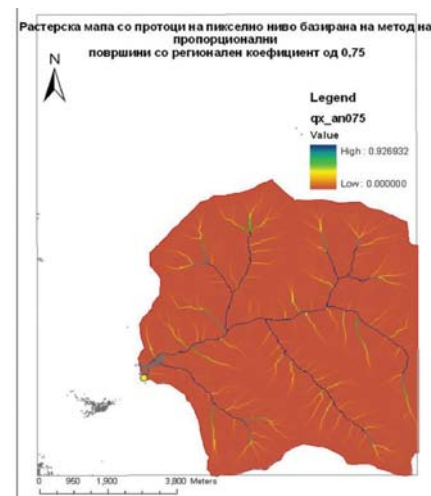 Растерска мапа со протоци на пикселно ниво базирана на метод на
пропорционални
површини со регионален коефициент од 0,75
N
Legend
qx_an075
Value
High : 0.926932
Low : 0.000000
0 950 1,900 3,800 Meters